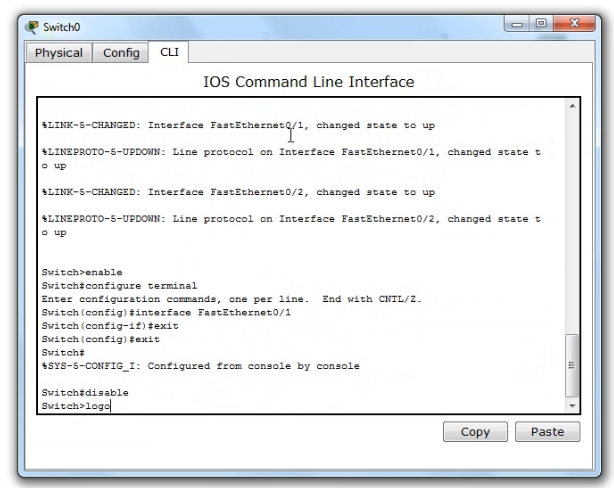 Switch0
Physical Config CLI
IOS Command Line Interface
%LINK-5-CHANGED: Interface FastEthernet0/1, changed state to up
%LINEPROTO-5-UPDOWN: Line protocol on Interface FastEthernet0/1, changed state t
o up
%LINK-5-CHANGED: Interface FastEthernet0/2, changed state to up
%LINEPROTO-5-UPDOWN: Line protocol on Interface FastEthernet0/2, changed state t
o up
Switch>enable
Switch#configure terminal
Enter configuration commands, one per line.  End with CNTL/Z.
Switch(config)#interface FastEthernet0/1
Switch(config-if)#exit
Switch(config)#exit
Switch#
%SYS-5-CONFIG_I: Configured from console by console
Switch#disable
Switch>logo
Copy Paste